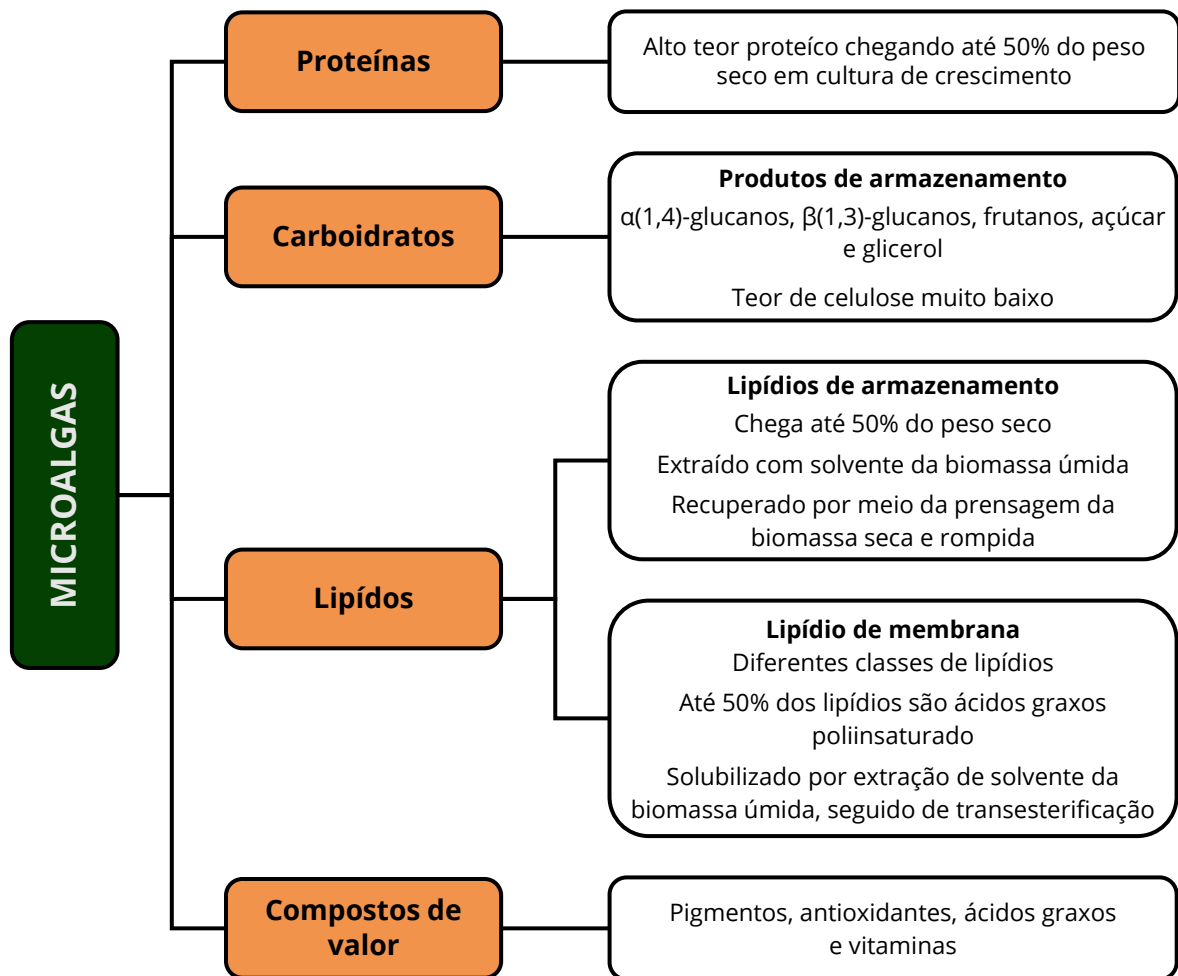 MICROALGAS
Proteínas
Alto teor proteíco chegando até 50% do peso
seco em cultura de crescimento
Carboidratos
Produtos de armazenamento
α(1,4)-glucanos, β(1,3)-glucanos, frutanos, açúcar
e glicerol
Teor de celulose muito baixo
Lipídos
Lipídios de armazenamento
Chega até 50% do peso seco
Extraído com solvente da biomassa úmida
Recuperado por meio da prensagem da
biomassa seca e rompida
Lipídio de membrana
Diferentes classes de lipídios
Até 50% dos lipídios são ácidos graxos
poliinsaturado
Solubilizado por extração de solvente da
biomassa úmida, seguido de transesterificação
Compostos de
valor
Pigmentos, antioxidantes, ácidos graxos
e vitaminas